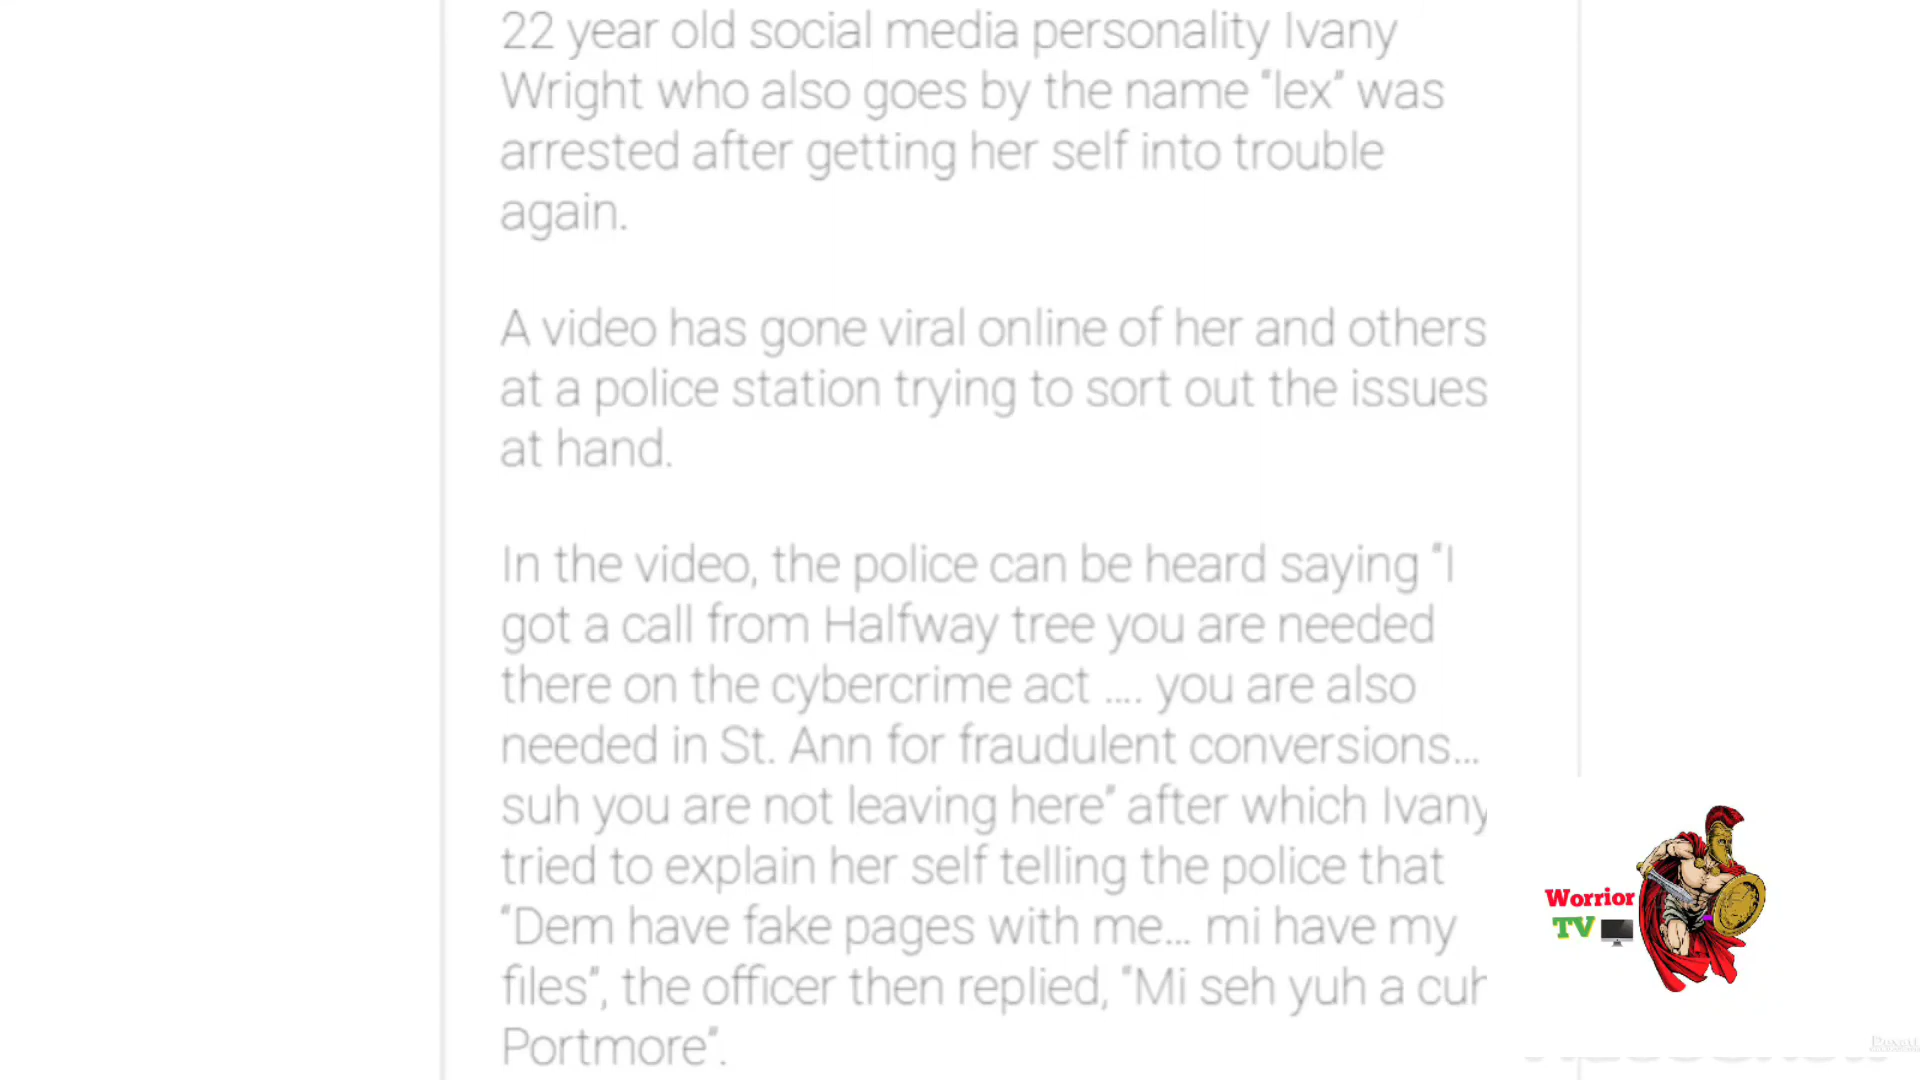 22 year old social media personality Ivany
Wright who also goes by the name “lex” was
arrested after getting her self into trouble
again.
A video has gone viral online of her and others
at a police station trying to sort out the issues
at hand.
In the video, the police can be heard saying “I
got a call from Halfway tree you are needed
there on the cybercrime act .... you are also
needed in St. Ann for fraudulent conversions...
suh you are not leaving here” after which Ivany
tried to explain her self telling the police that
“Dem have fake pages with me... mi have my
files”, the officer then replied, “Mi seh yuh a
Portmore”.
Worrior
TV